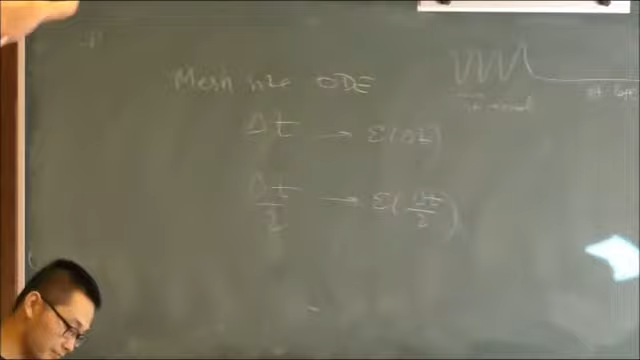 Mesh size ODE
Δt → Σ(Δt)
Δt/2 → Σ(Δt/2)